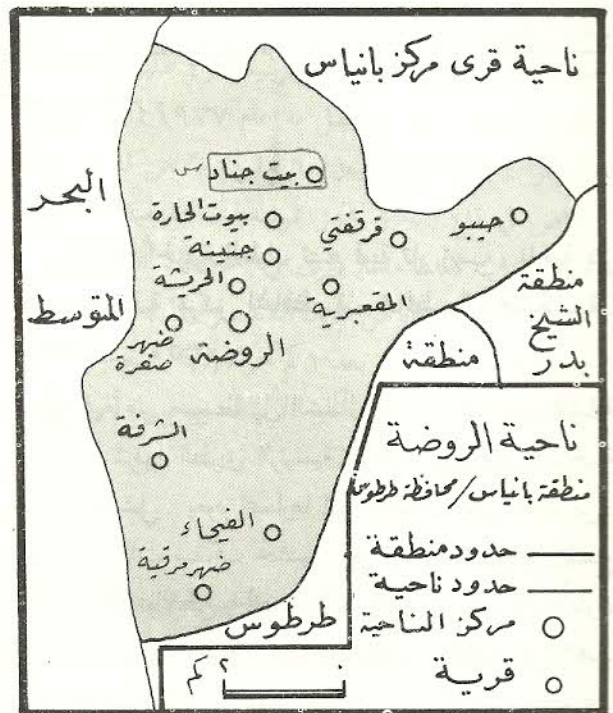 ناحية قرى مركز بانياس
البحر
المتوسط
بيت جناد
بيوت الحارة
جنينة
الحريشة
قرقفتي
حيبو
المقعبرية
الروضة
ضهر
صفرة
الشرفة
الفيحاء
ضهر مرقية
منطقة
الشيخ
بدر
منطقة
طرطوس
ناحية الروضة
منطقة بانياس/محافظة طرطوس
حدود منطقة
حدود ناحية
مركز الناحية
قرية
٠ ٢ كم